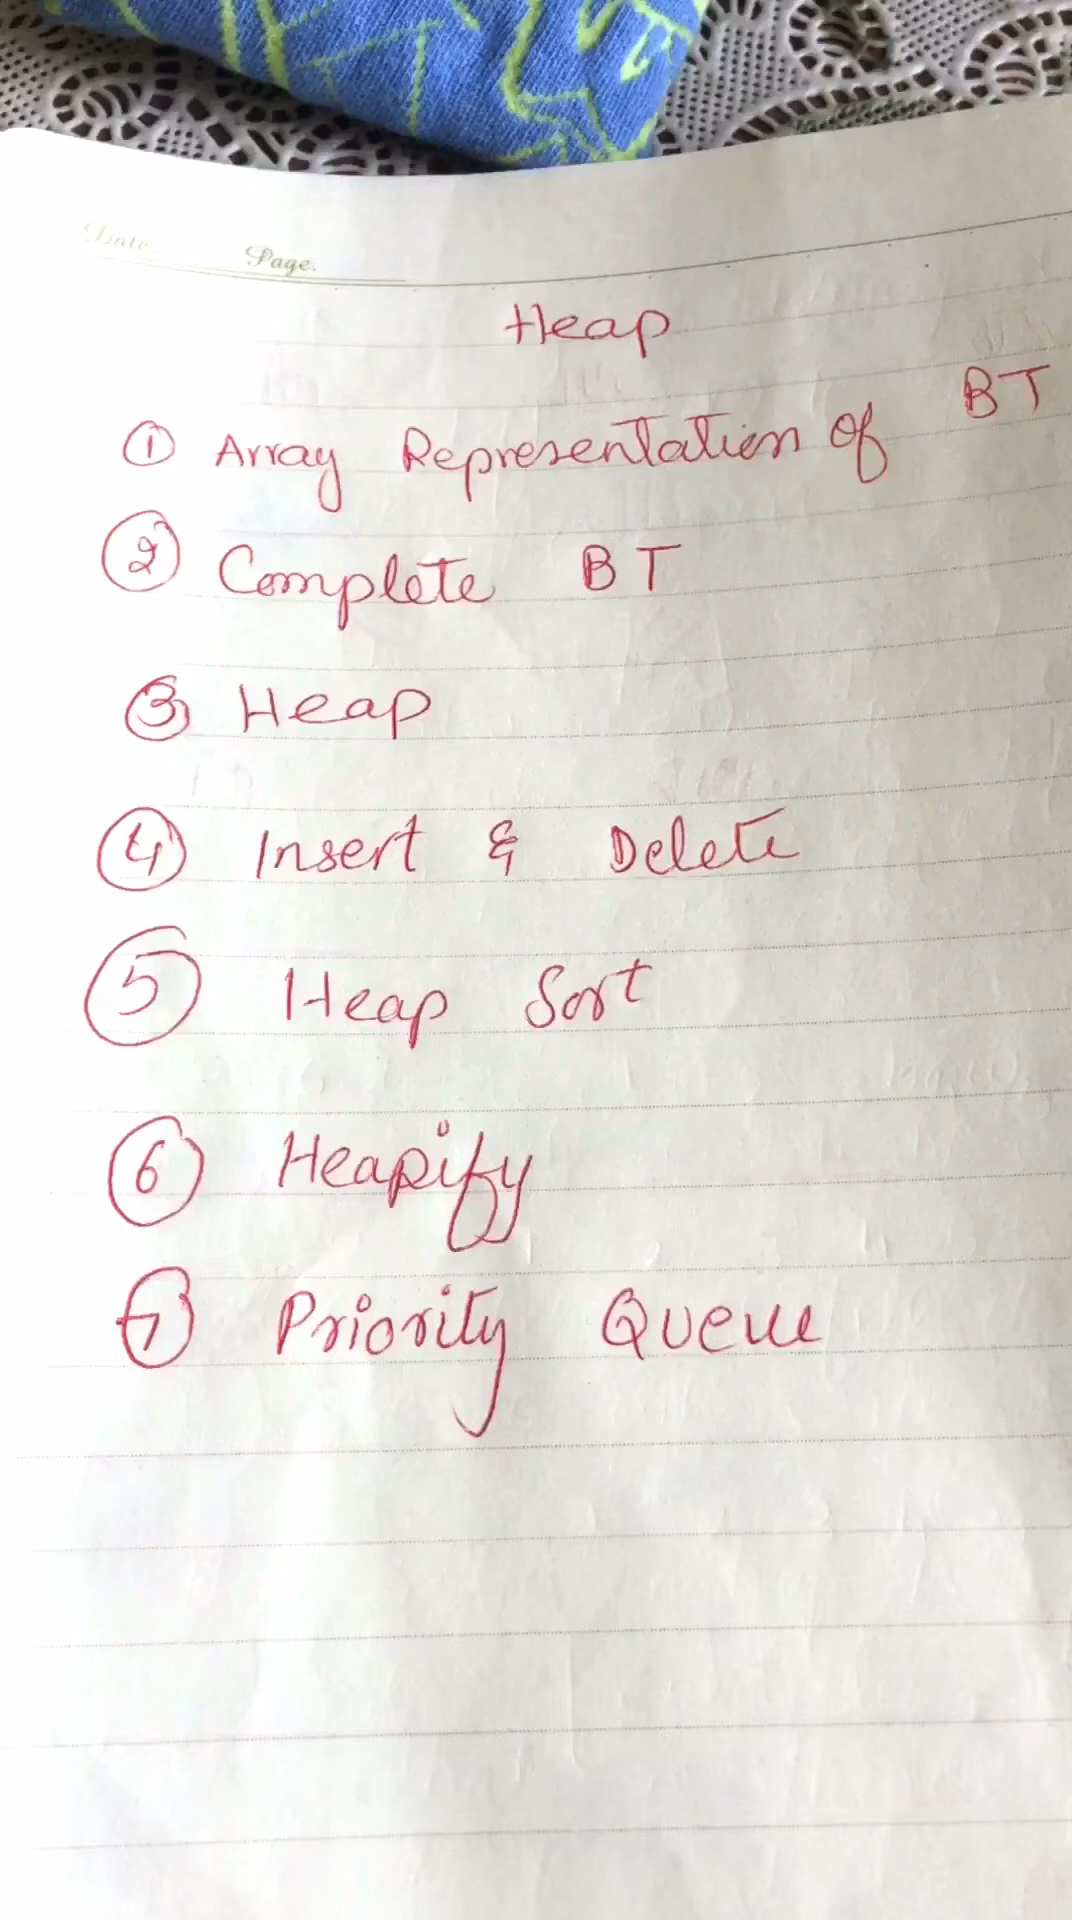 Date. Page.
Heap
① Array Representation of BT
② Complete BT
③ Heap
④ Insert & Delete
⑤ Heap Sort
⑥ Heapify
⑦ Priority Queue